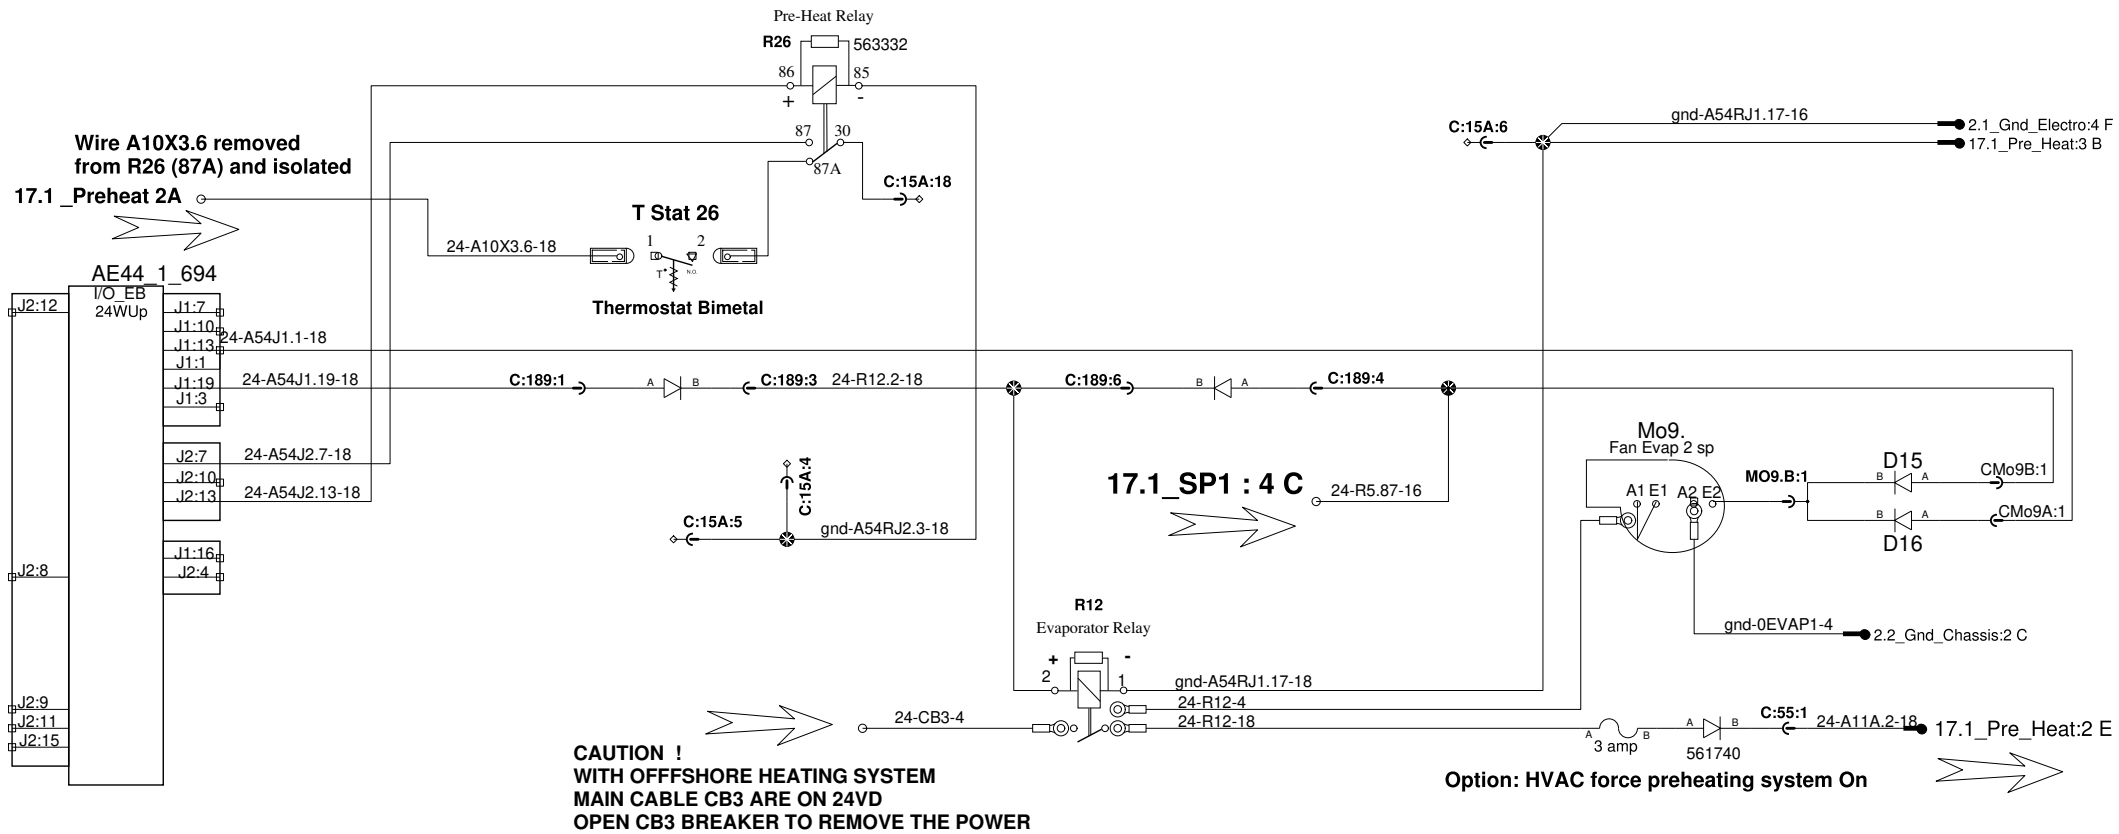 Pre-Heat Relay
R26
563332
86
85
+
-
87
30
87A
C:15A:18
Wire A10X3.6 removed
from R26 (87A) and isolated
17.1 _Preheat 2A
24-A10X3.6-18
T Stat 26
1
2
T°
N.O.
Thermostat Bimetal
C:15A:6
gnd-A54RJ1.17-16
2.1_Gnd_Electro:4 F
17.1_Pre_Heat:3 B
AE44_1_694
I/O_EB
24WUp
J2:12
J1:7
J1:10
J1:13
J1:1
J1:19
J1:3
J2:7
J2:10
J2:13
J1:16
J2:4
J2:8
J2:9
J2:11
J2:15
24-A54J1.1-18
24-A54J1.19-18
C:189:1
A
B
C:189:3
24-R12.2-18
C:189:6
B
A
C:189:4
24-A54J2.7-18
24-A54J2.13-18
C:15A:4
C:15A:5
gnd-A54RJ2.3-18
17.1_SP1 : 4 C
24-R5.87-16
Mo9.
Fan Evap 2 sp
A1 E1
A2 E2
MO9.B:1
D15
B
A
CMo9B:1
B
A
CMo9A:1
D16
gnd-0EVAP1-4
2.2_Gnd_Chassis:2 C
R12
Evaporator Relay
+
-
2
1
gnd-A54RJ1.17-18
24-R12-4
24-R12-18
24-CB3-4
A
B
3 amp
A
B
561740
C:55:1
24-A11A.2-18
17.1_Pre_Heat:2 E
Option: HVAC force preheating system On
CAUTION !
WITH OFFFSHORE HEATING SYSTEM
MAIN CABLE CB3 ARE ON 24VD
OPEN CB3 BREAKER TO REMOVE THE POWER